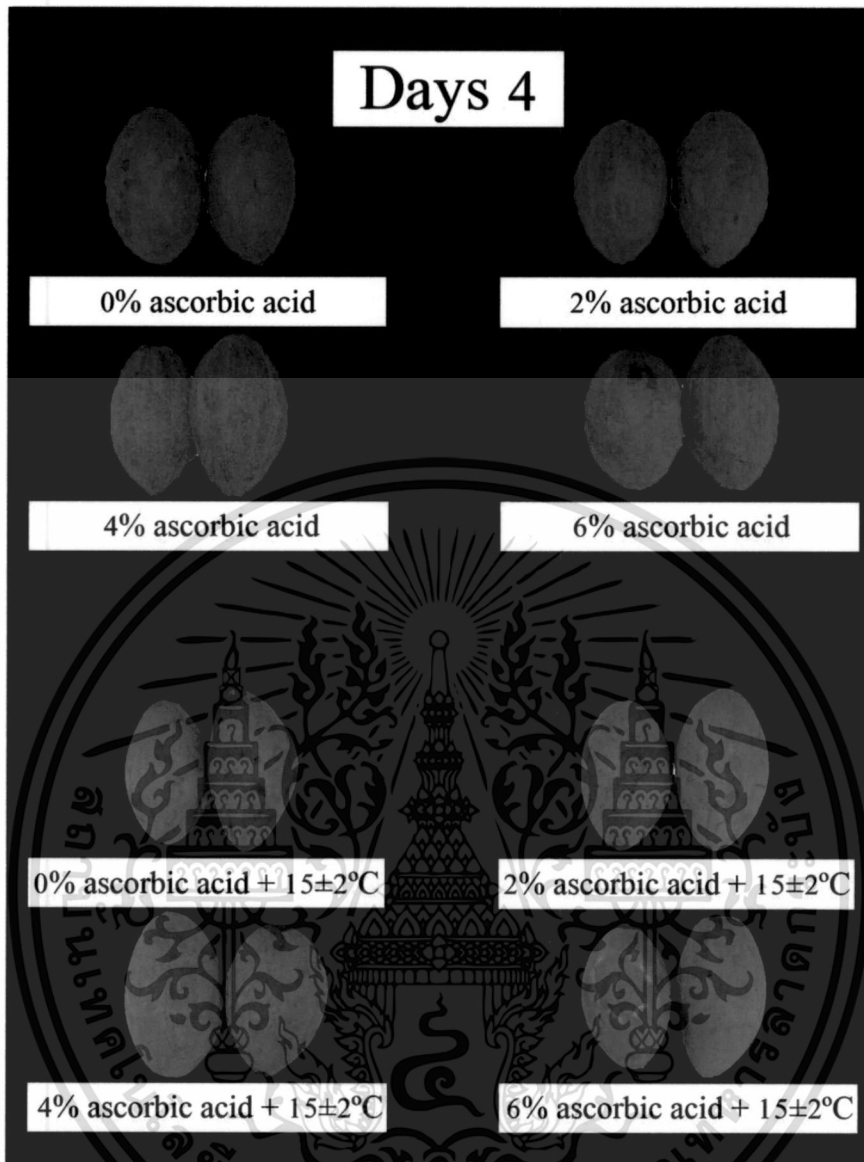 Days 4
0% ascorbic acid
2% ascorbic acid
4% ascorbic acid
6% ascorbic acid
0% ascorbic acid + 15±2ºC
2% ascorbic acid + 15±2ºC
4% ascorbic acid + 15±2ºC
6% ascorbic acid + 15±2ºC